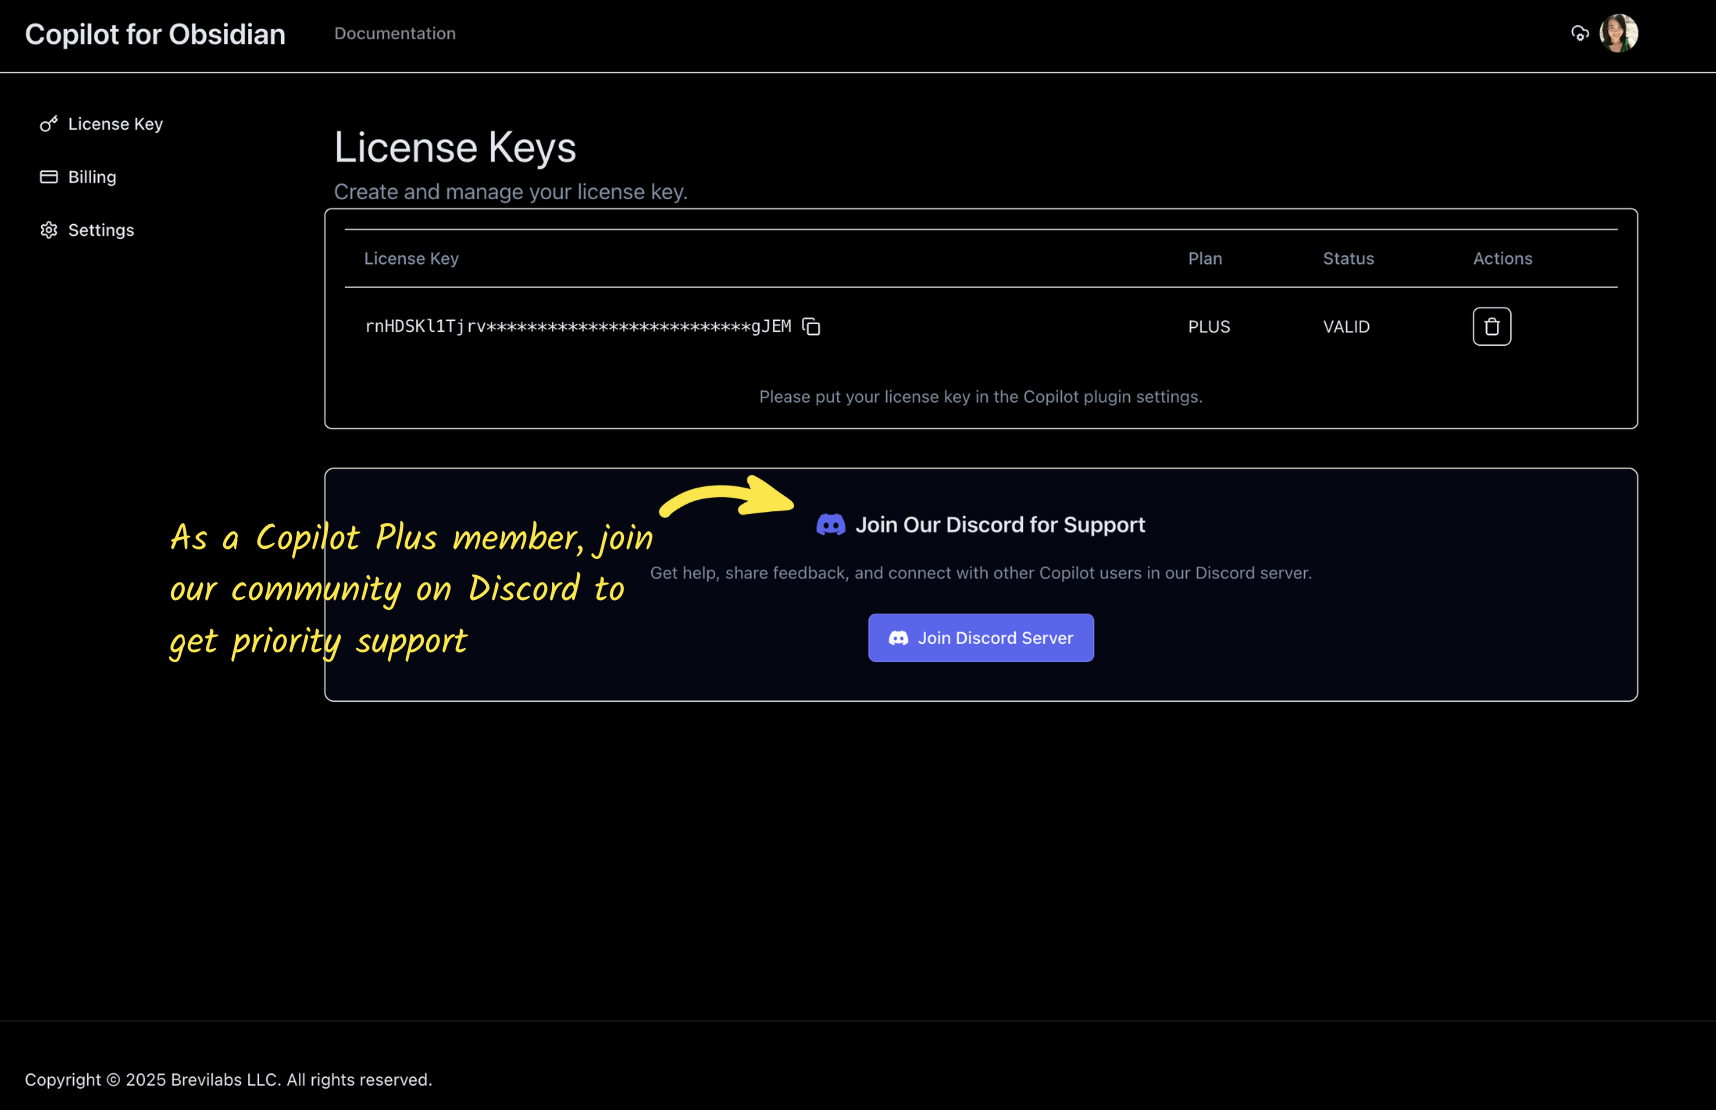 Copilot for Obsidian
Documentation
License Key
Billing
Settings
License Keys
Create and manage your license key.
License Key Plan Status Actions
rnHDSKl1Tjrv**************************gJEM PLUS VALID
Please put your license key in the Copilot plugin settings.
As a Copilot Plus member, join
our community on Discord to
get priority support
Join Our Discord for Support
Get help, share feedback, and connect with other Copilot users in our Discord server.
Join Discord Server
Copyright © 2025 Brevilabs LLC. All rights reserved.